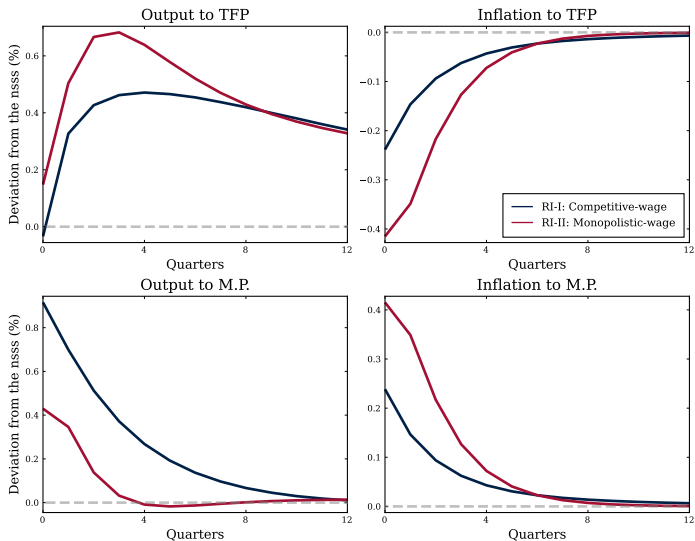 Output to TFP
Inflation to TFP
Deviation from the nsss (%)
0.6
0.4
0.2
0.0
0 4 8 12
Quarters
0.0
−0.1
−0.2
−0.3
−0.4
RI-I: Competitive-wage
RI-II: Monopolistic-wage
0 4 8 12
Quarters
Output to M.P.
Inflation to M.P.
Deviation from the nsss (%)
0.8
0.6
0.4
0.2
0.0
0 4 8 12
Quarters
0.4
0.3
0.2
0.1
0.0
0 4 8 12
Quarters